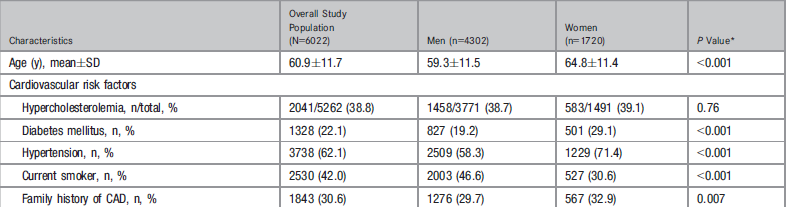 Characteristics Overall Study Population (N=6022) Men (n=4302) Women (n=1720) P Value*
Age (y), mean±SD 60.9±11.7 59.3±11.5 64.8±11.4 <0.001
Cardiovascular risk factors
Hypercholesterolemia, n/total, % 2041/5262 (38.8) 1458/3771 (38.7) 583/1491 (39.1) 0.76
Diabetes mellitus, n, % 1328 (22.1) 827 (19.2) 501 (29.1) <0.001
Hypertension, n, % 3738 (62.1) 2509 (58.3) 1229 (71.4) <0.001
Current smoker, n, % 2530 (42.0) 2003 (46.6) 527 (30.6) <0.001
Family history of CAD, n, % 1843 (30.6) 1276 (29.7) 567 (32.9) 0.007